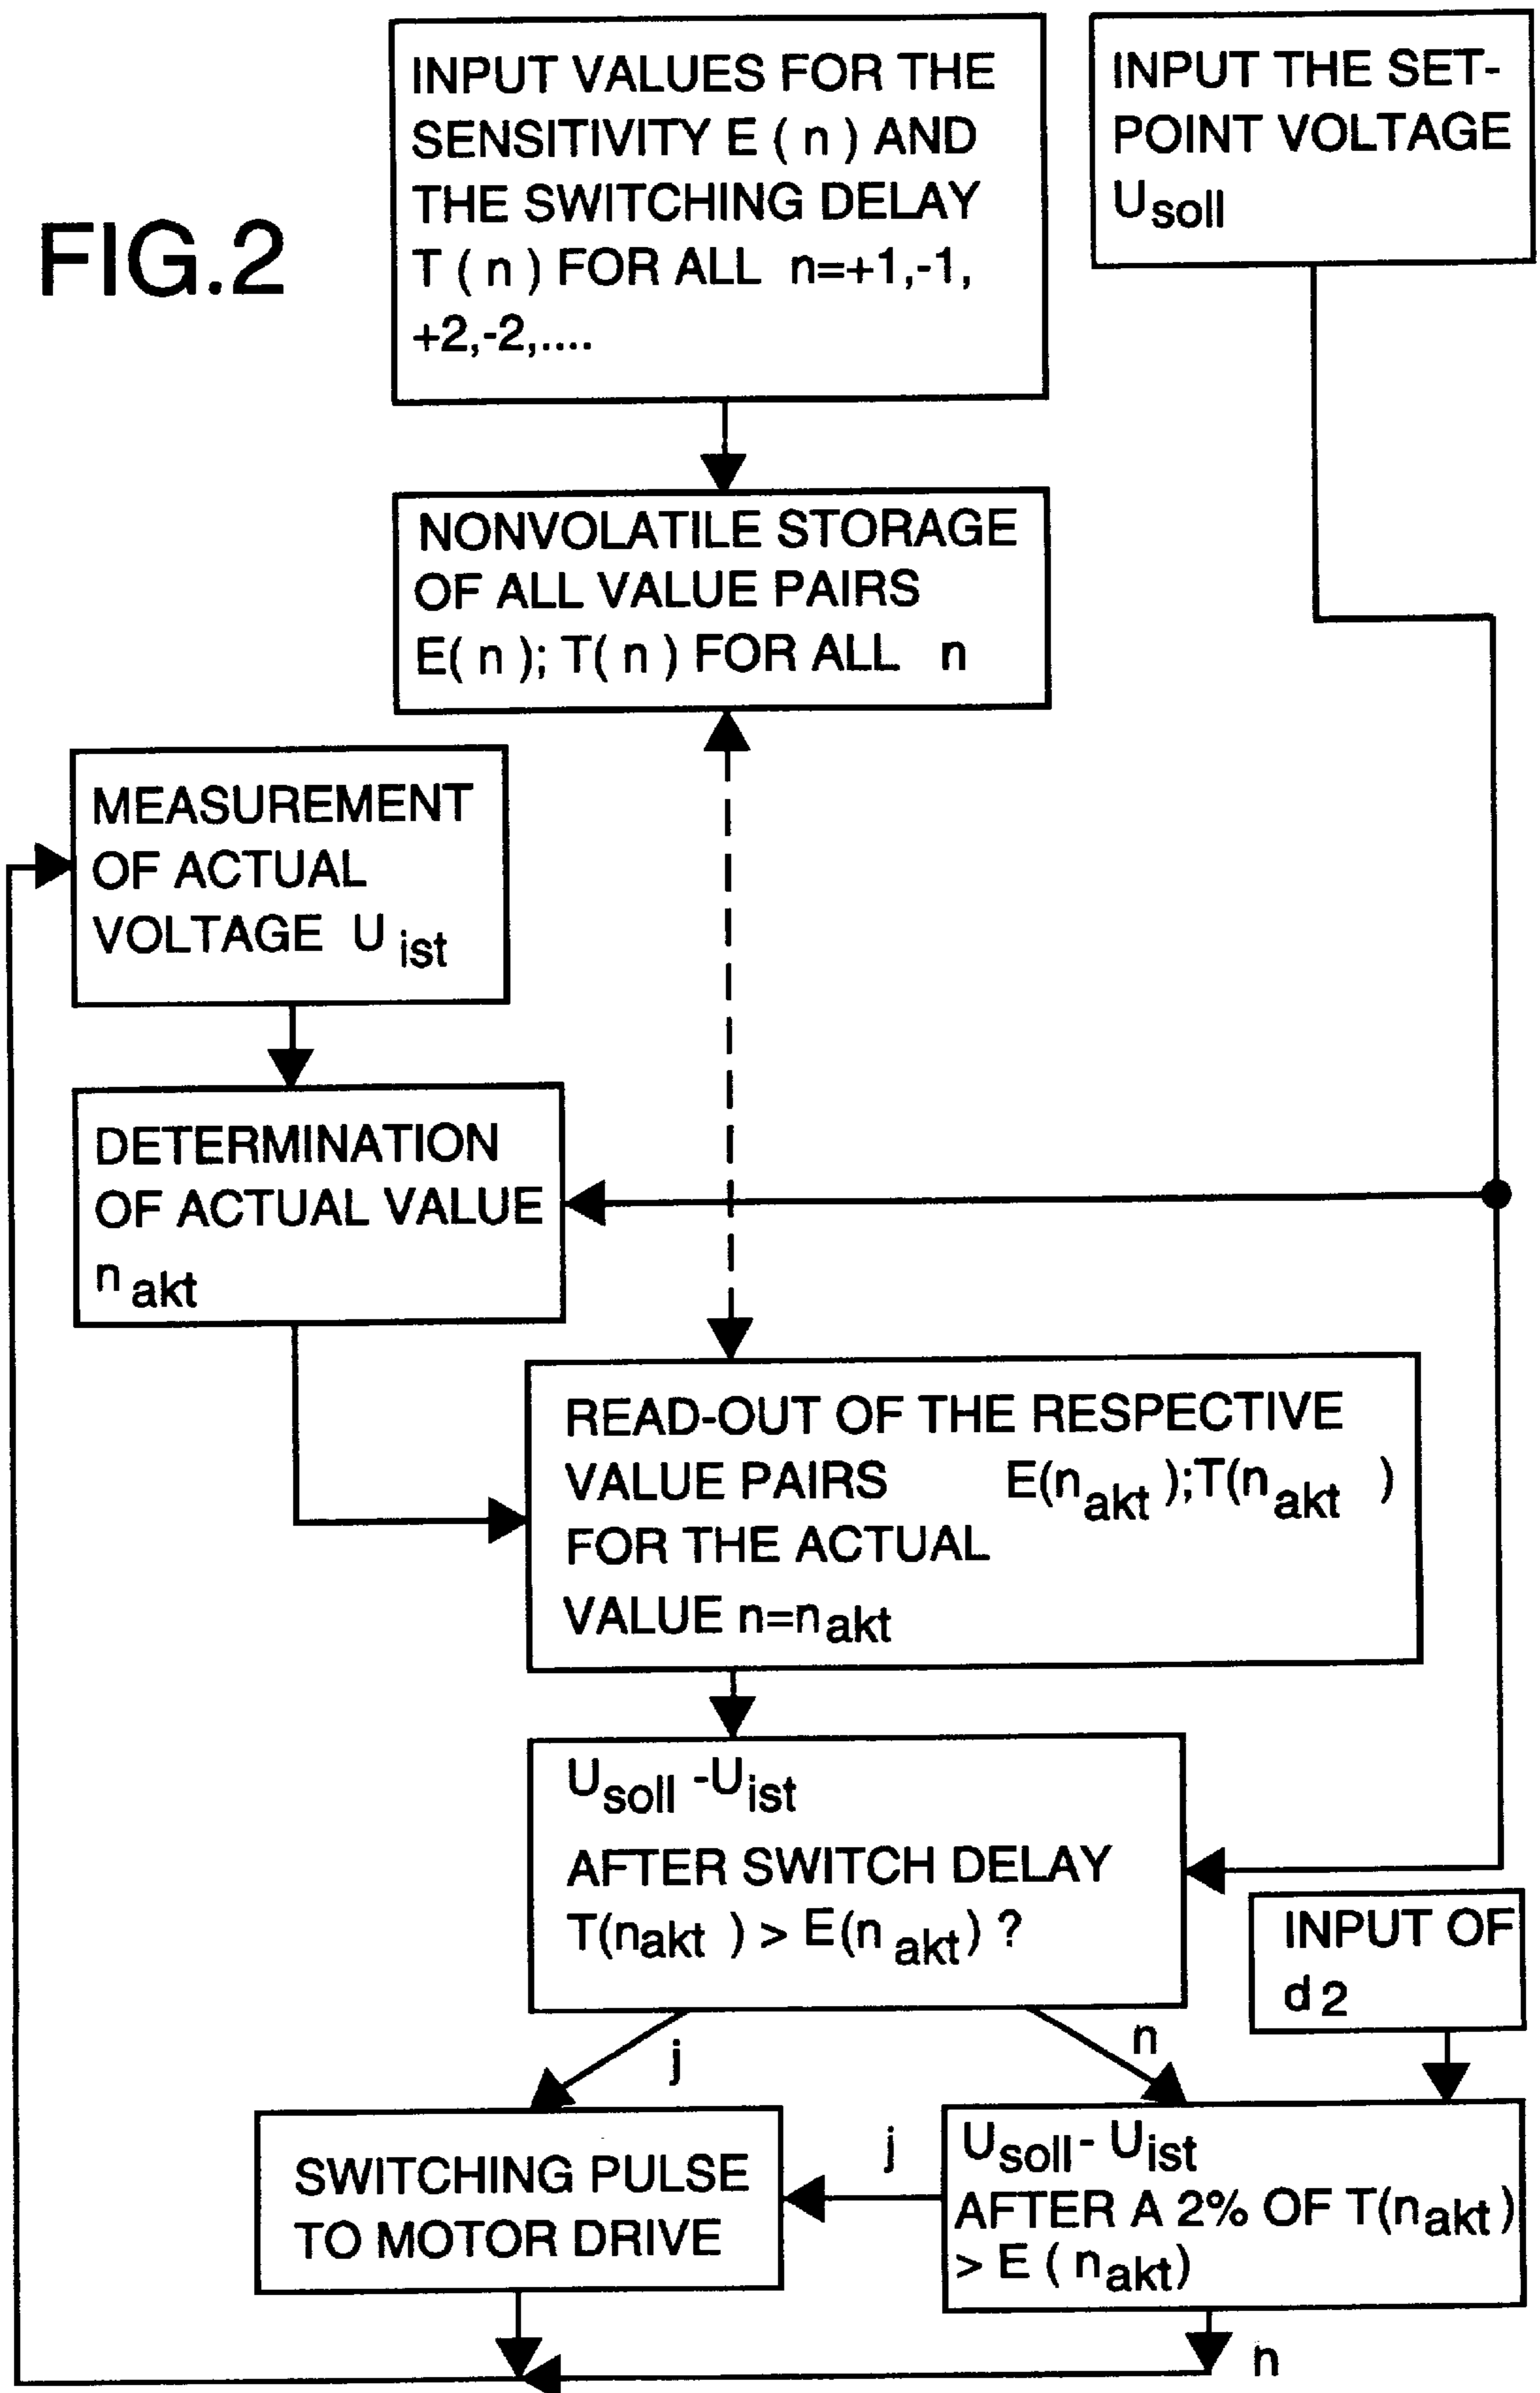 FIG.2
INPUT VALUES FOR THE
SENSITIVITY E ( n ) AND
THE SWITCHING DELAY
T ( n ) FOR ALL n=+1,-1,
+2,-2,....
INPUT THE SET-
POINT VOLTAGE
Usoll
NONVOLATILE STORAGE
OF ALL VALUE PAIRS
E( n ); T( n ) FOR ALL n
MEASUREMENT
OF ACTUAL
VOLTAGE U ist
DETERMINATION
OF ACTUAL VALUE
n akt
READ-OUT OF THE RESPECTIVE
VALUE PAIRS E(nakt );T(nakt )
FOR THE ACTUAL
VALUE n=nakt
Usoll -Uist
AFTER SWITCH DELAY
T(nakt ) > E(n akt) ?
INPUT OF
d 2
j
n
SWITCHING PULSE
TO MOTOR DRIVE
j
Usoll- Uist
AFTER A 2% OF T(nakt )
> E ( nakt)
n